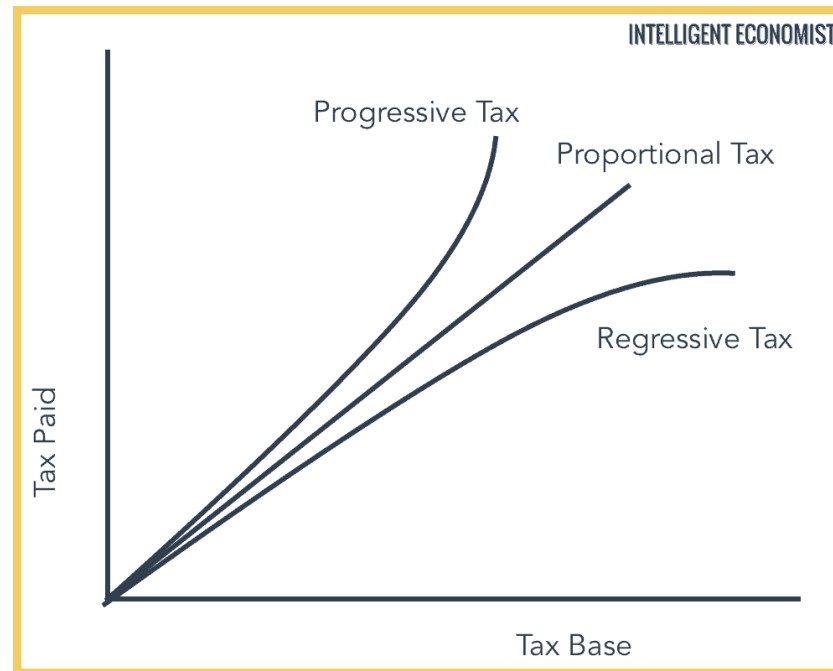 INTELLIGENT ECONOMIST
Progressive Tax
Proportional Tax
Regressive Tax
Tax Paid
Tax Base